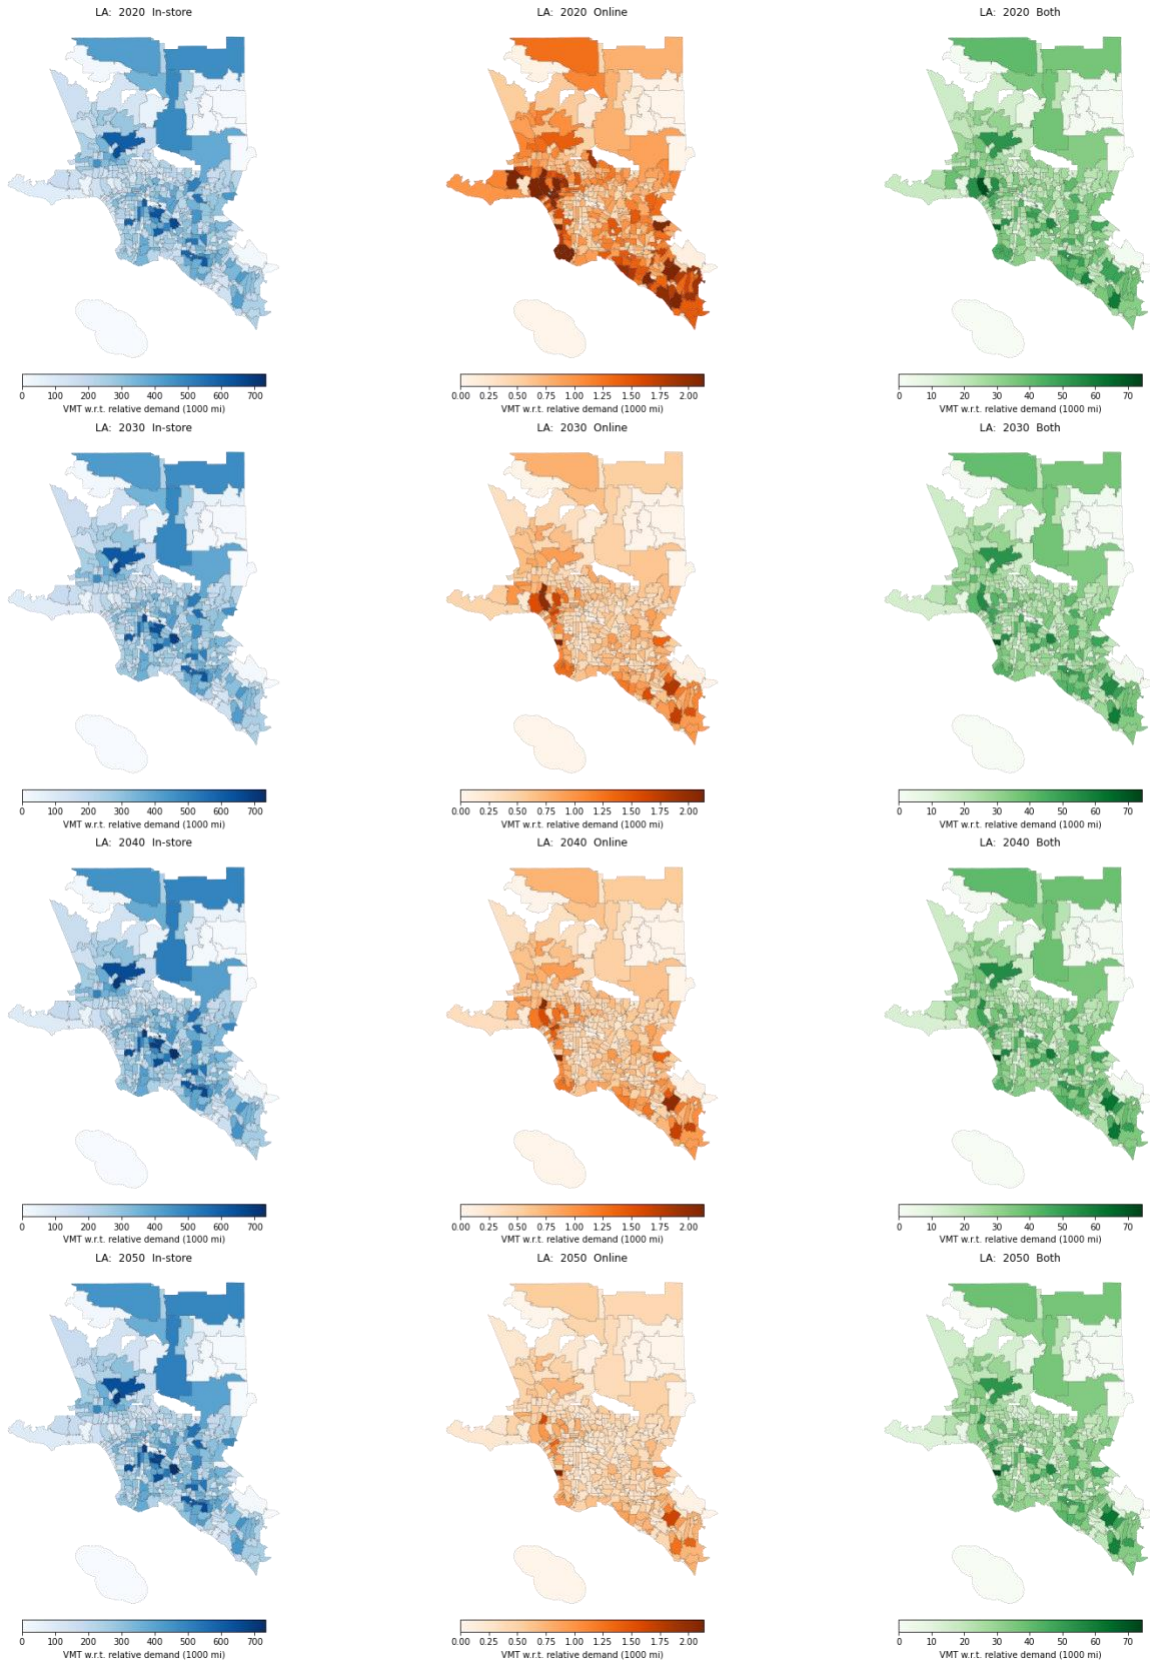 LA: 2020 In-store
LA: 2020 Online
LA: 2020 Both
0 100 200 300 400 500 600 700
0.00 0.25 0.50 0.75 1.00 1.25 1.50 1.75 2.00
0 10 20 30 40 50 60 70
VMT w.r.t. relative demand (1000 mi)
VMT w.r.t. relative demand (1000 mi)
VMT w.r.t. relative demand (1000 mi)
LA: 2030 In-store
LA: 2030 Online
LA: 2030 Both
0 100 200 300 400 500 600 700
0.00 0.25 0.50 0.75 1.00 1.25 1.50 1.75 2.00
0 10 20 30 40 50 60 70
VMT w.r.t. relative demand (1000 mi)
VMT w.r.t. relative demand (1000 mi)
VMT w.r.t. relative demand (1000 mi)
LA: 2040 In-store
LA: 2040 Online
LA: 2040 Both
0 100 200 300 400 500 600 700
0.00 0.25 0.50 0.75 1.00 1.25 1.50 1.75 2.00
0 10 20 30 40 50 60 70
VMT w.r.t. relative demand (1000 mi)
VMT w.r.t. relative demand (1000 mi)
VMT w.r.t. relative demand (1000 mi)
LA: 2050 In-store
LA: 2050 Online
LA: 2050 Both
0 100 200 300 400 500 600 700
0.00 0.25 0.50 0.75 1.00 1.25 1.50 1.75 2.00
0 10 20 30 40 50 60 70
VMT w.r.t. relative demand (1000 mi)
VMT w.r.t. relative demand (1000 mi)
VMT w.r.t. relative demand (1000 mi)